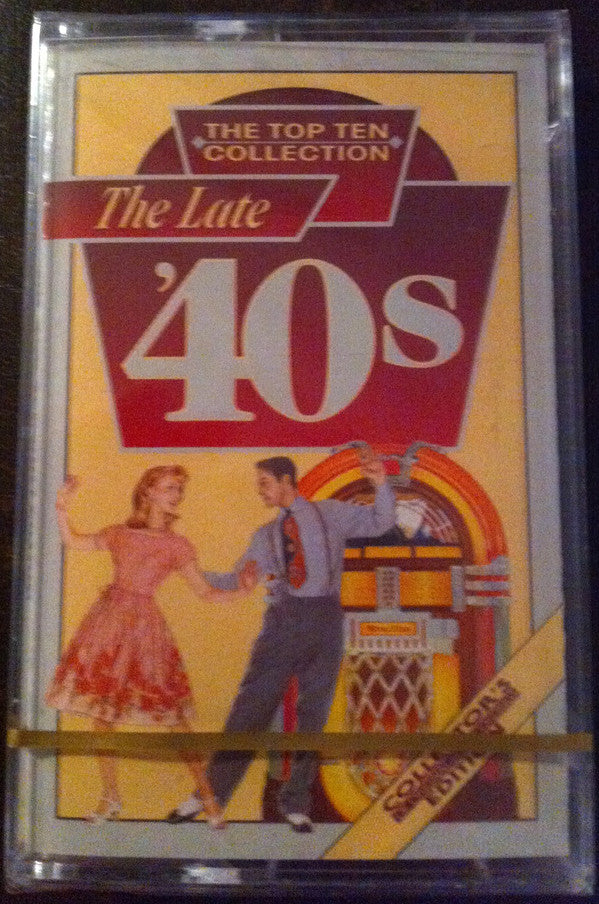 THE TOP TEN
COLLECTION
The Late
'40s
COLLECTOR'S
EDITION